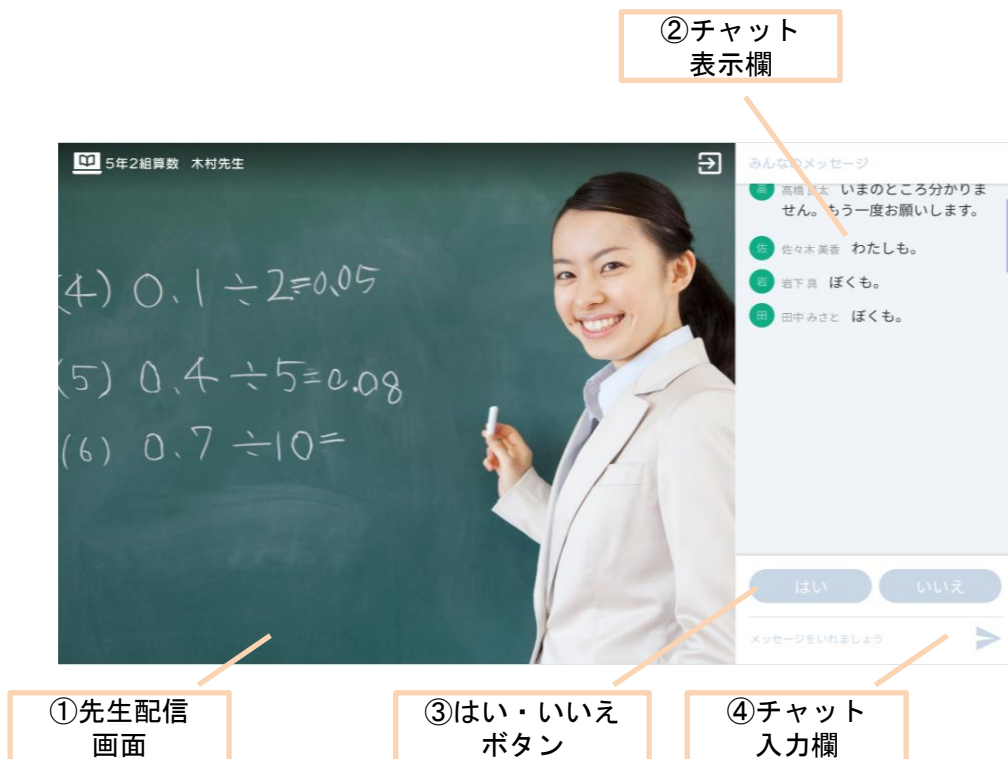 ②チャット
表示欄
5年2組算数 木村先生
みんなのメッセージ
高 高橋 太 いまのところ分かりま
せん。もう一度お願いします。
佐 佐々木 美香 わたしも。
岩 岩下 真 ぼくも。
田 田中 みさと ぼくも。
(4) 0.1÷2=0.05
(5) 0.4÷5=0.08
(6) 0.7÷10=
はい いいえ
メッセージをいれましょう
①先生配信
画面
③はい・いいえ
ボタン
④チャット
入力欄